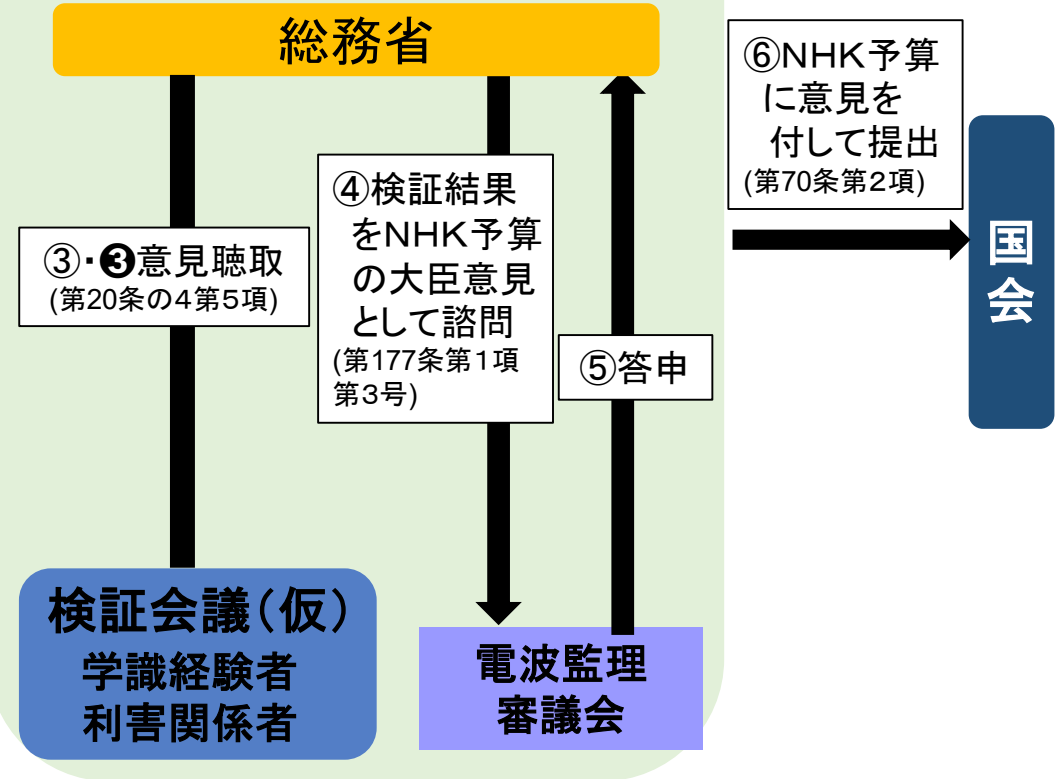 総務省
③・❸意見聴取
(第20条の4第5項)
④検証結果
をNHK予算
の大臣意見
として諮問
(第177条第1項
第3号)
⑤答申
⑥NHK予算
に意見を
付して提出
(第70条第2項)
国会
検証会議(仮)
学識経験者
利害関係者
電波監理
審議会